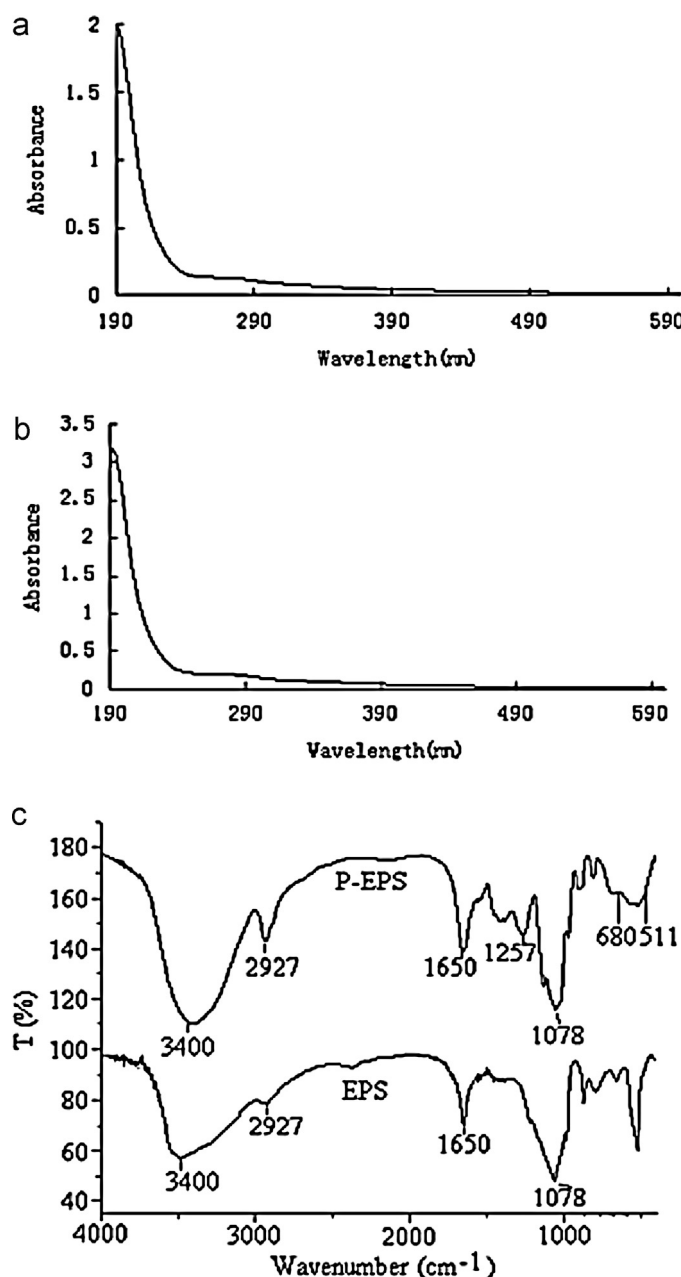 a
2
1.5
1
0.5
0
Absorbance
190 290 390 490 590
Wavelength(nm)
b
3.5
3
2.5
2
1.5
1
0.5
0
Absorbance
190 290 390 490 590
Wavelength(nm)
c
180
160
140
120
100
80
60
40
T (%)
P-EPS
2927
1650
1257
680
511
3400
1078
EPS
2927
1650
3400
1078
4000 3000 2000 1000
Wavenumber (cm⁻¹)